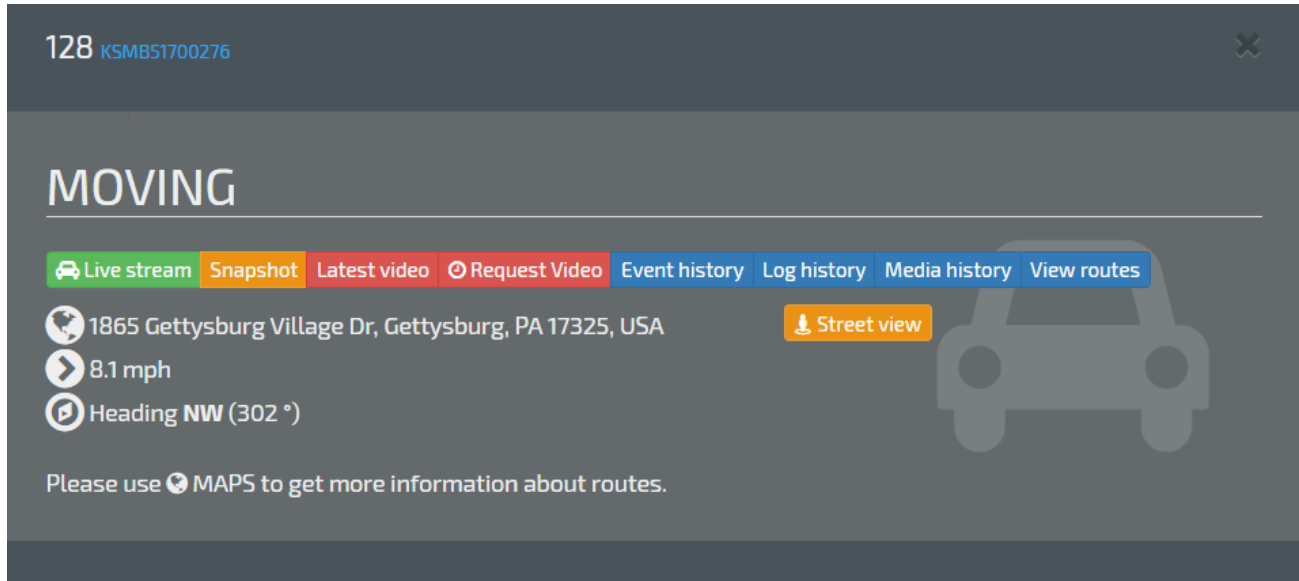 128 KSMB51700276
MOVING
Live stream Snapshot Latest video Request Video Event history Log history Media history View routes
1865 Gettysburg Village Dr, Gettysburg, PA 17325, USA Street view
8.1 mph
Heading NW (302 °)
Please use MAPS to get more information about routes.